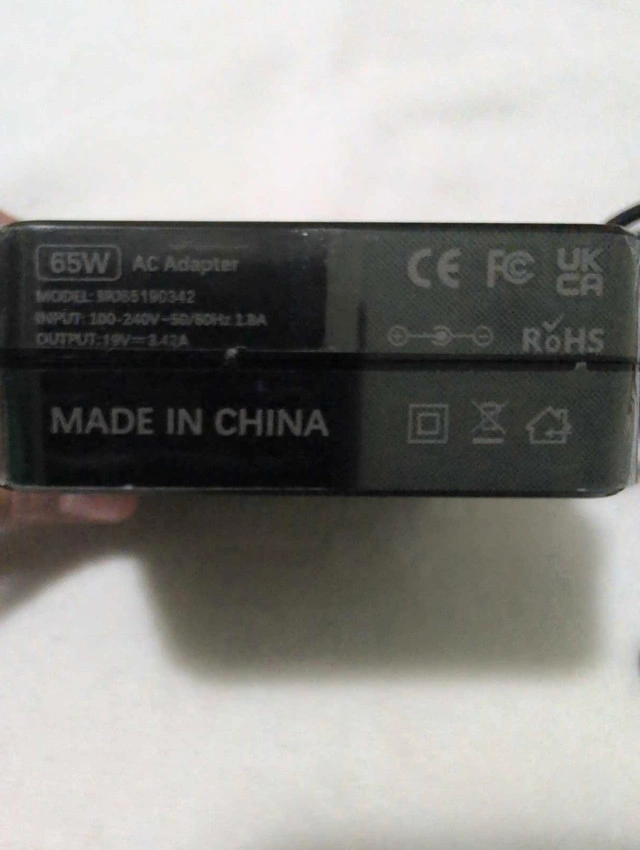 65W AC Adapter
MODEL: 65190342
INPUT: 100-240V~50/60Hz 1.8A
OUTPUT: 19V⎓3.42A
MADE IN CHINA
CE FC UK CA
RoHS